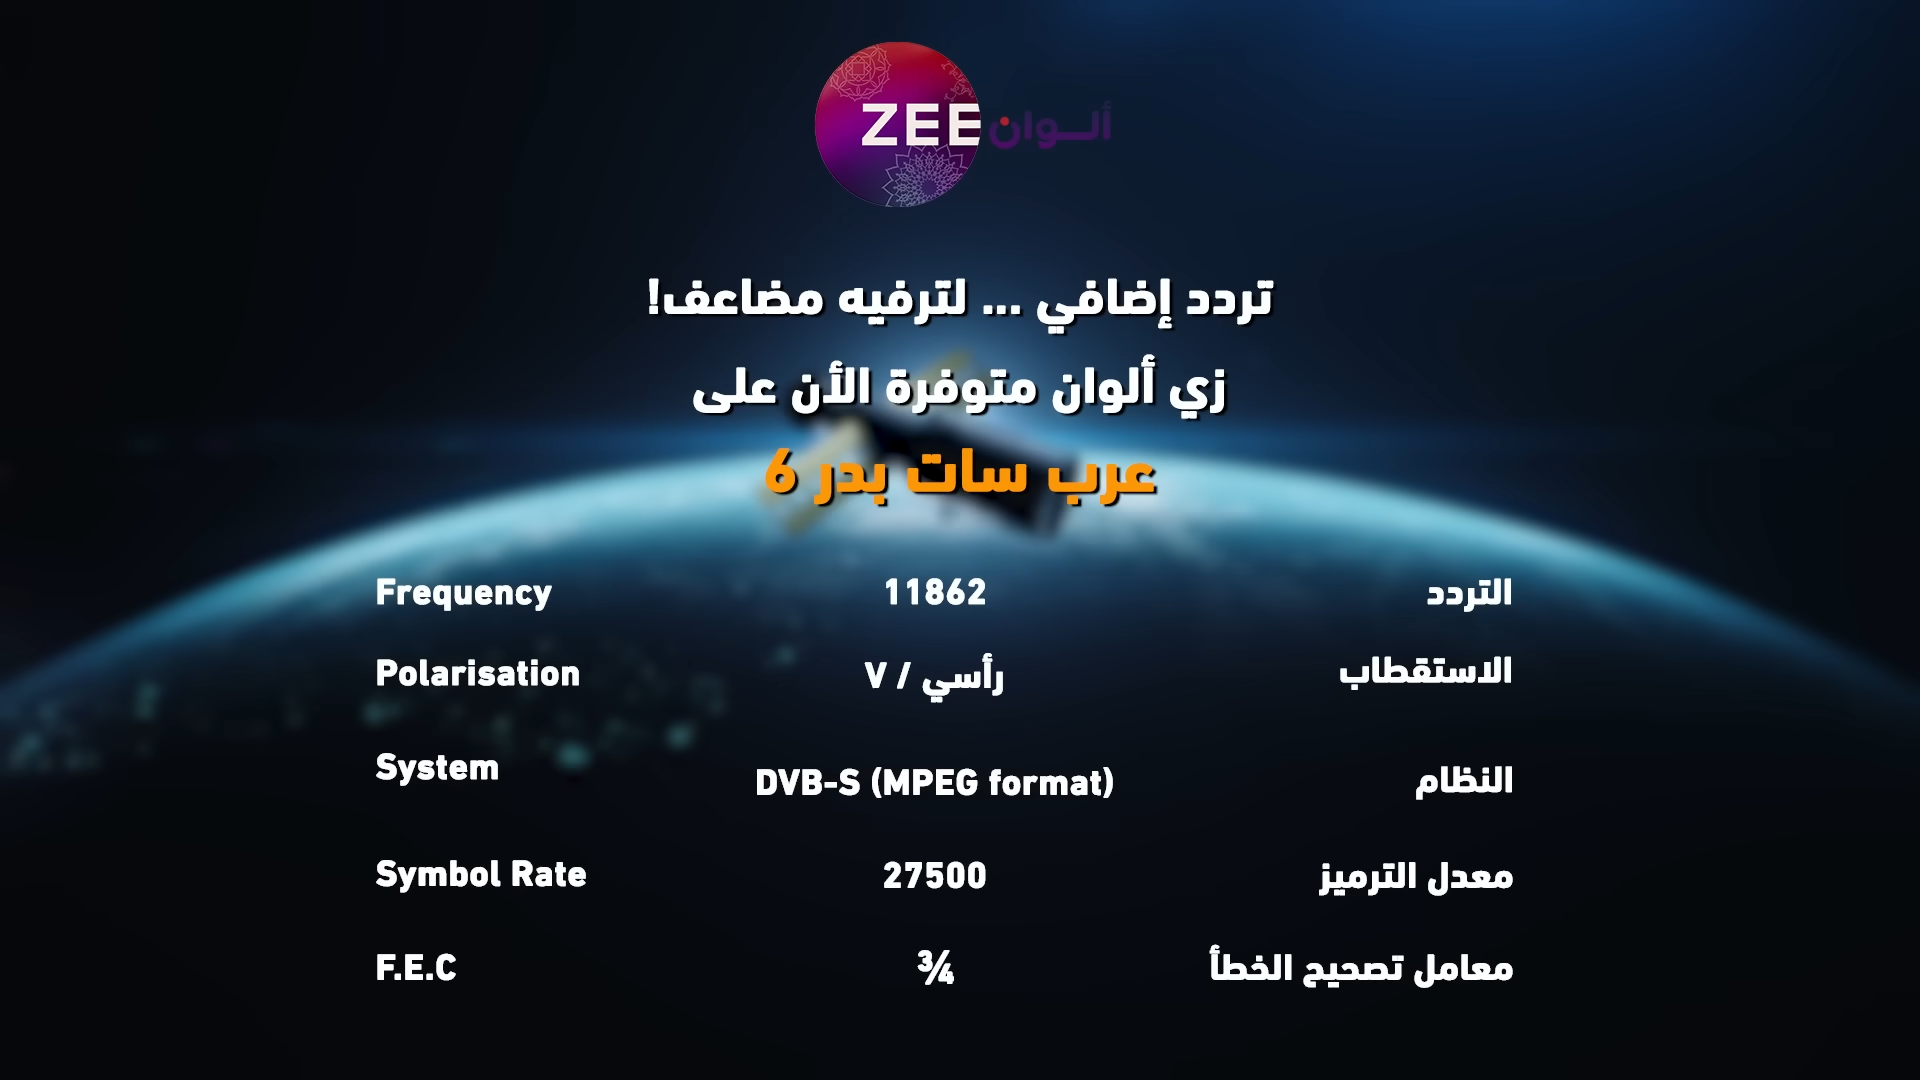 ZEE ألوان
تردد إضافي ... لترفيه مضاعف!
زي ألوان متوفرة الأن على
عرب سات بدر 6
Frequency 11862 التردد
Polarisation رأسي / V الاستقطاب
System DVB-S (MPEG format) النظام
Symbol Rate 27500 معدل الترميز
F.E.C ¾ معامل تصحيح الخطأ